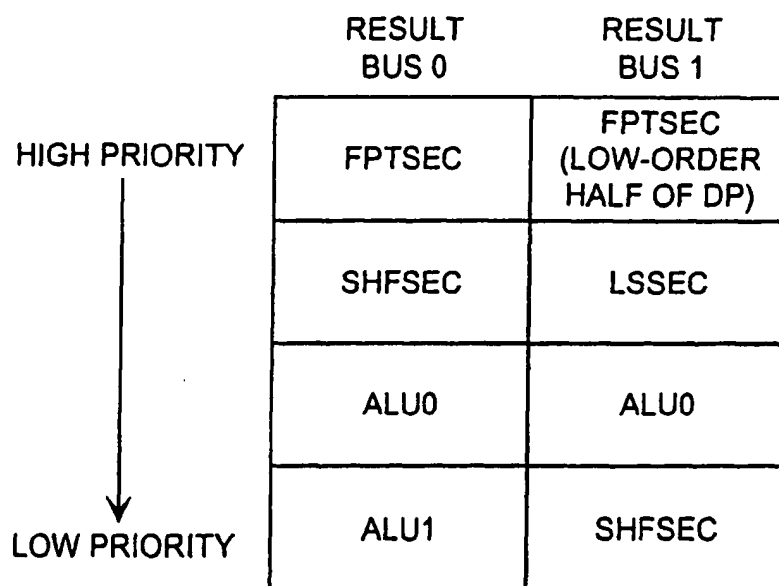 RESULT BUS 0
RESULT BUS 1
HIGH PRIORITY
FPTSEC
FPTSEC
(LOW-ORDER
HALF OF DP)
SHFSEC
LSSEC
ALU0
ALU0
LOW PRIORITY
ALU1
SHFSEC